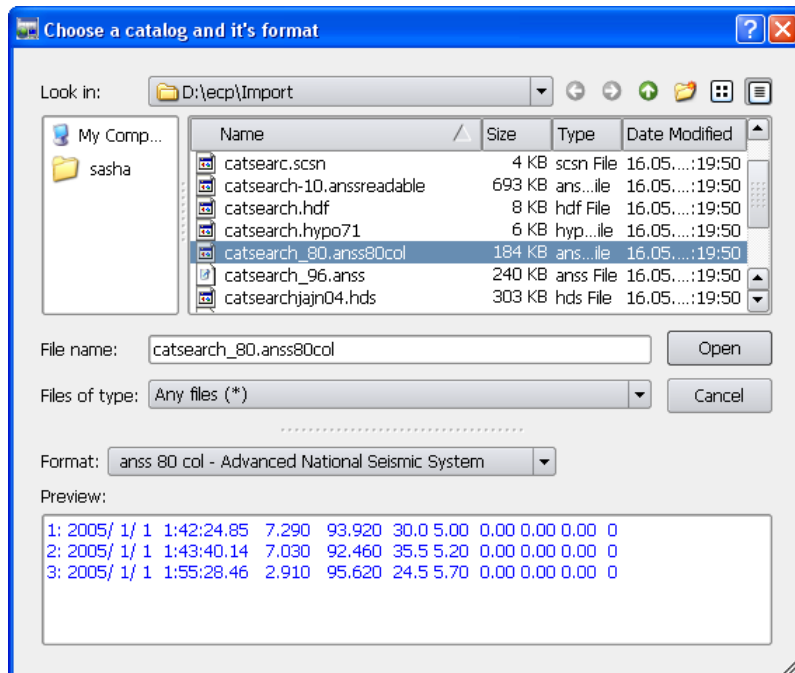 Choose a catalog and it's format
Look in: D:\ecp\Import
My Comp...
sasha
Name Size Type Date Modified
catsearc.scsn 4 KB scsn File 16.05....:19:50
catsearch-10.anssreadable 693 KB ans...ile 16.05....:19:50
catsearch.hdf 8 KB hdf File 16.05....:19:50
catsearch.hypo71 6 KB hyp...ile 16.05....:19:50
catsearch_80.anss80col 184 KB ans...ile 16.05....:19:50
catsearch_96.anss 240 KB anss File 16.05....:19:50
catsearchjajn04.hds 303 KB hds File 16.05....:19:50
File name: catsearch_80.anss80col Open
Files of type: Any files (*) Cancel
Format: anss 80 col - Advanced National Seismic System
Preview:
1: 2005/ 1/ 1 1:42:24.85 7.290 93.920 30.0 5.00 0.00 0.00 0.00 0
2: 2005/ 1/ 1 1:43:40.14 7.030 92.460 35.5 5.20 0.00 0.00 0.00 0
3: 2005/ 1/ 1 1:55:28.46 2.910 95.620 24.5 5.70 0.00 0.00 0.00 0